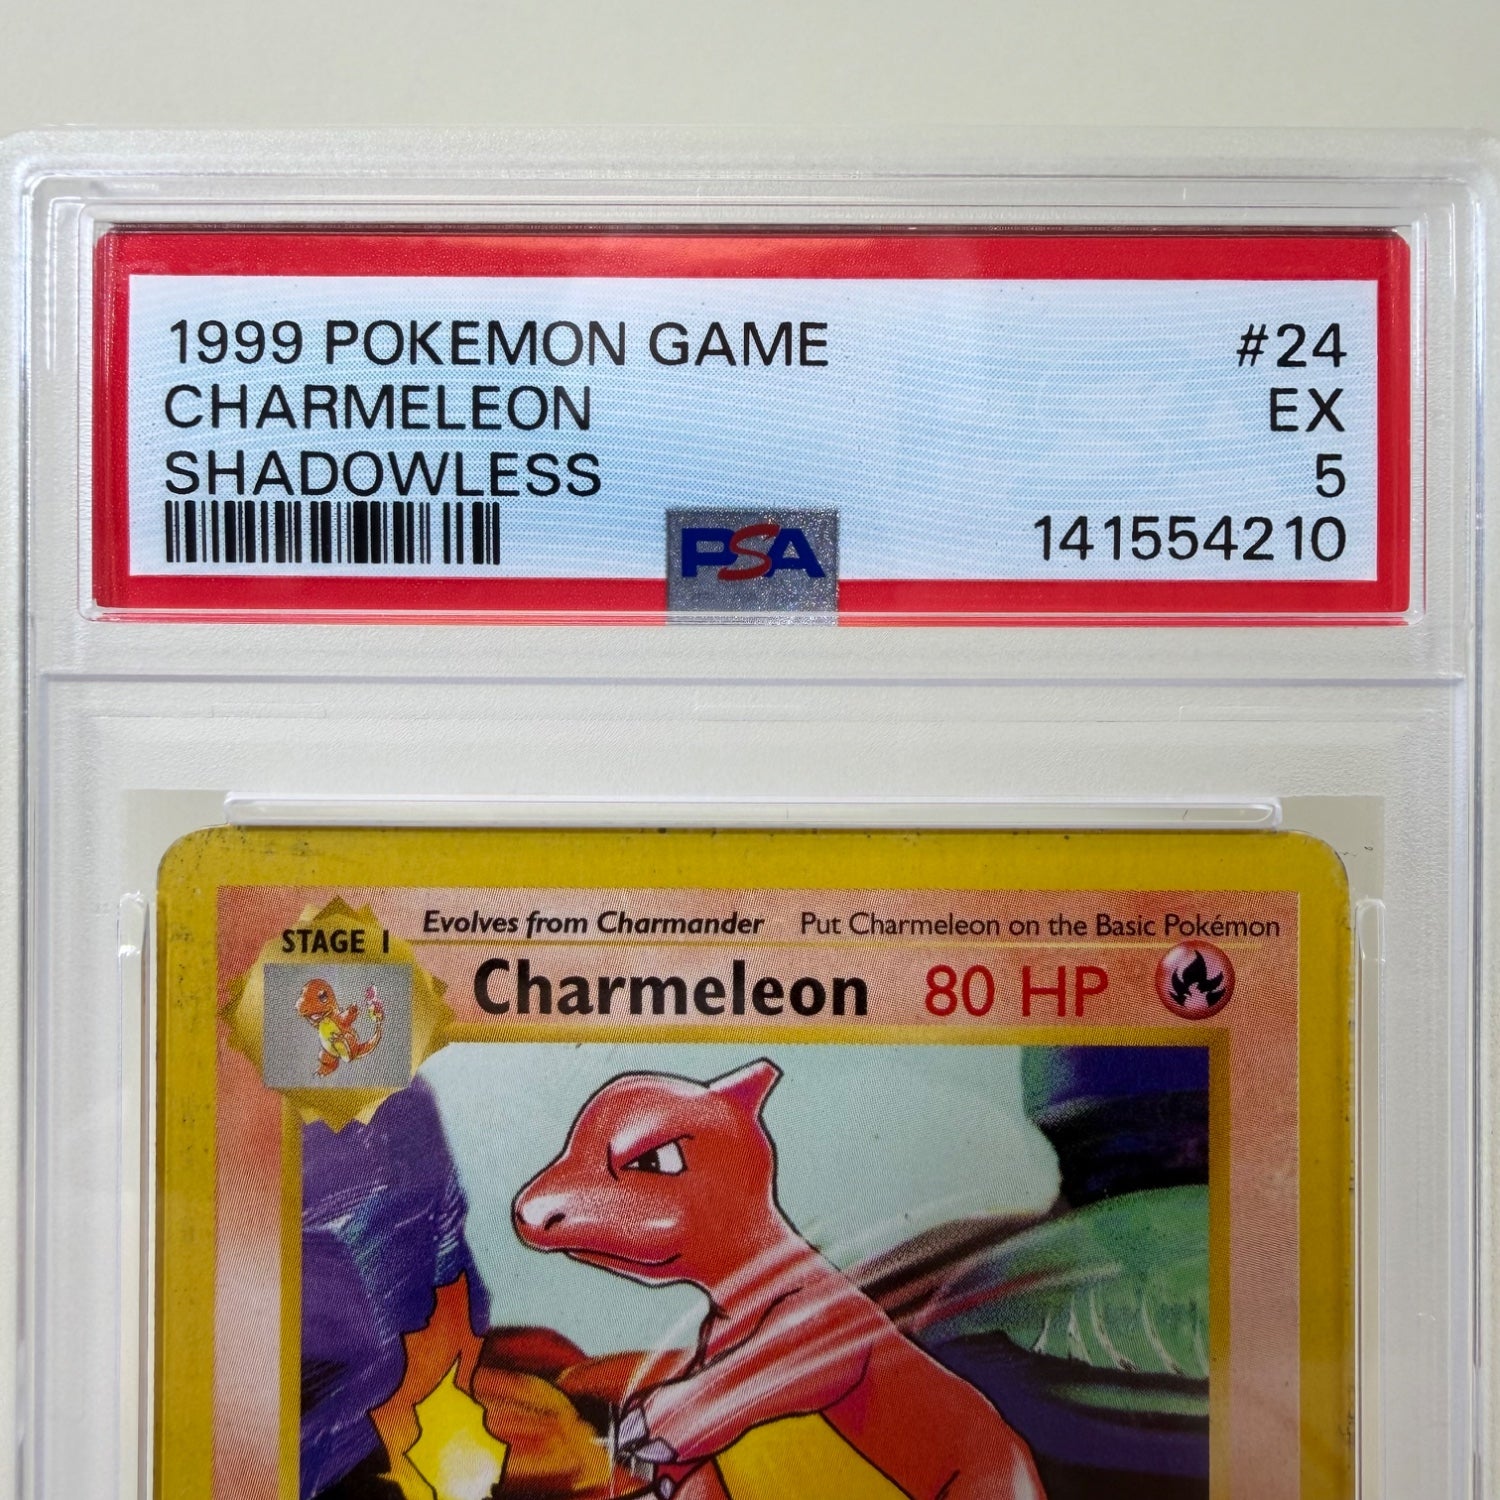 1999 POKEMON GAME #24
CHARMELEON EX
SHADOWLESS 5
PSA 141554210
Evolves from Charmander Put Charmeleon on the Basic Pokémon
STAGE 1
Charmeleon 80 HP